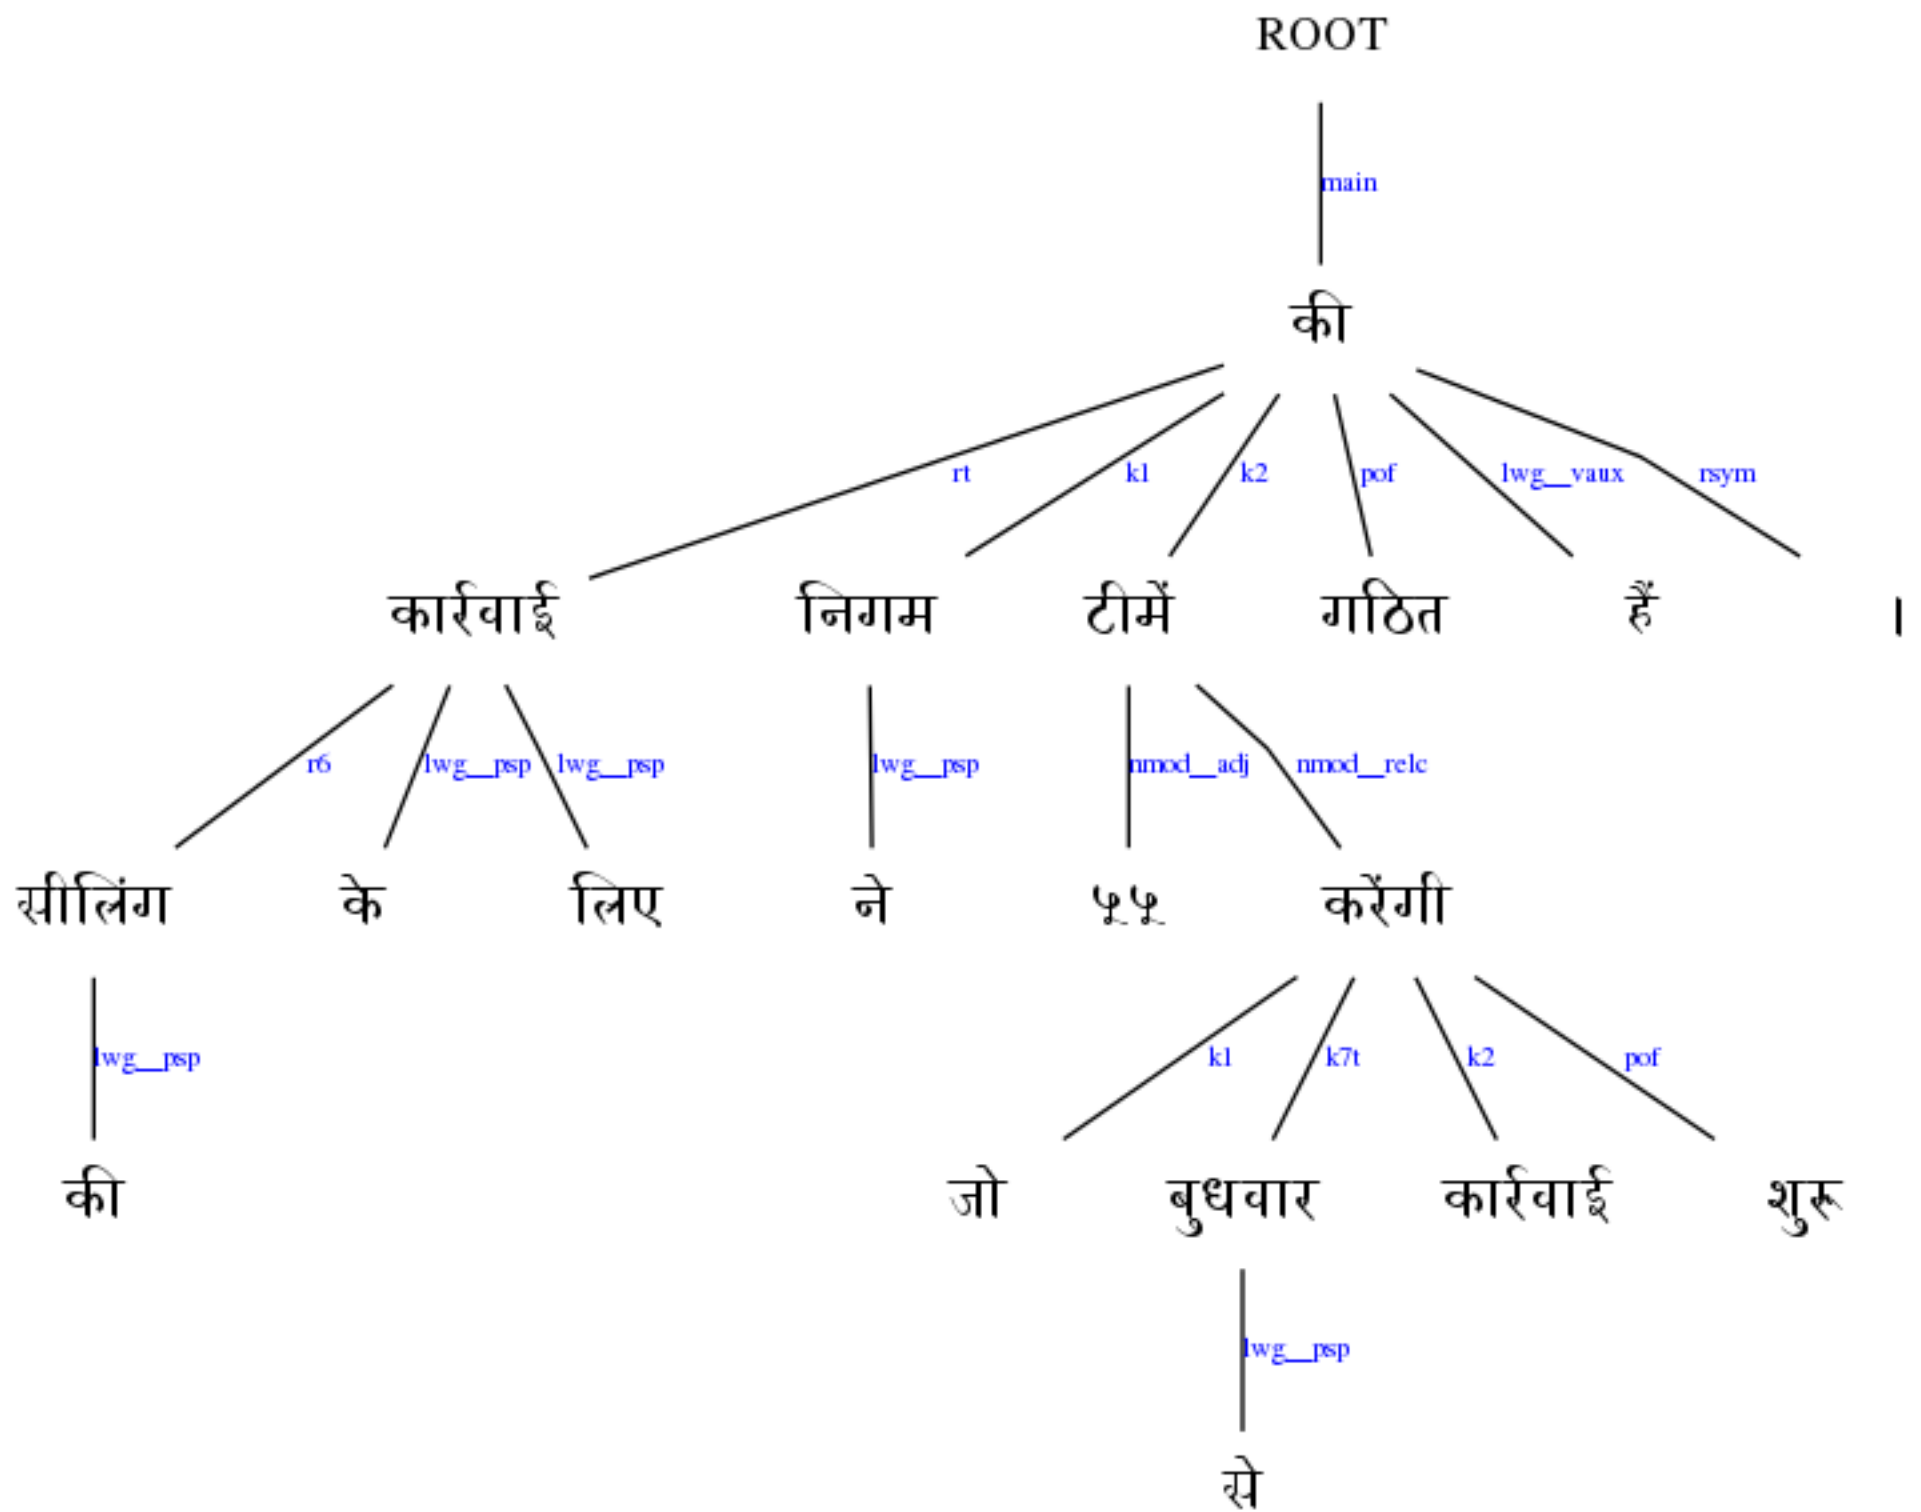 ROOT
main
की
rt k1 k2 pof lwg__vaux rsym
कार्रवाई निगम टीमें गठित हैं ।
r6 lwg__psp lwg__psp lwg__psp nmod__adj nmod__relc
सीलिंग के लिए ने ५५ करेंगी
lwg__psp k1 k7t k2 pof
की जो बुधवार कार्रवाई शुरू
lwg__psp
से